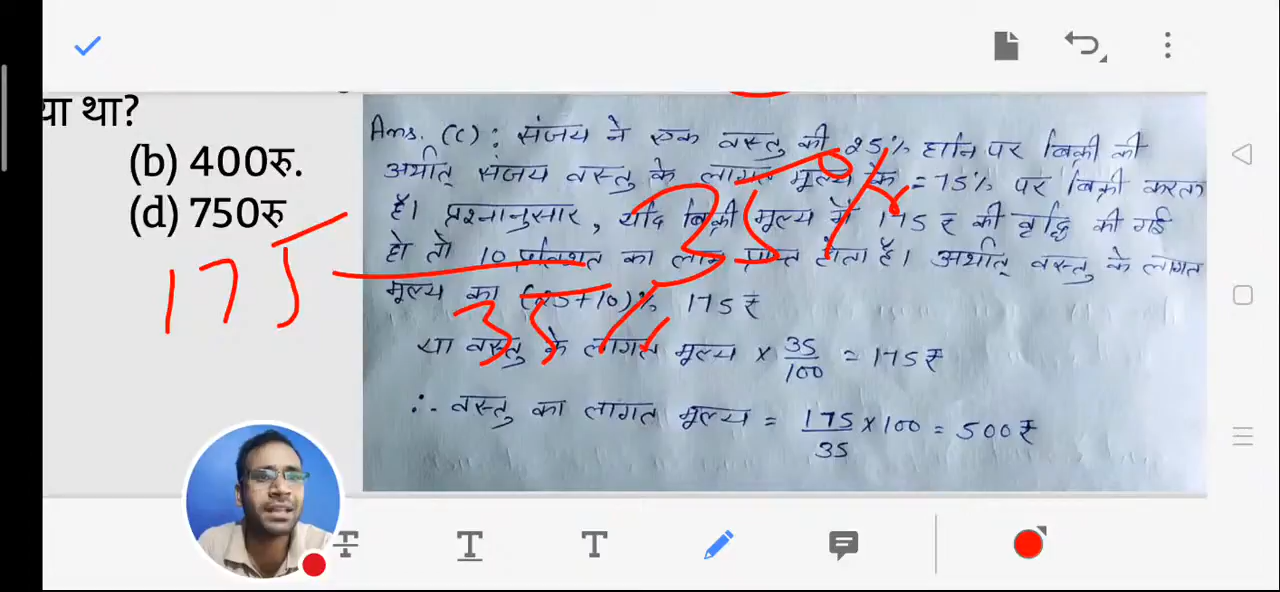 या था?
(b) 400रु.
(d) 750रु
175
35%
35%
Ans. (c): संजय ने एक वस्तु की 25% हानि पर बिक्री की
अर्थात् संजय वस्तु के लागत मूल्य के = 75% पर बिक्री करता
है। प्रश्नानुसार, यदि बिक्री मूल्य में 175 ₹ की वृद्धि की गई
हो तो 10 प्रतिशत का लाभ प्राप्त होता है। अर्थात् वस्तु के लागत
मूल्य का (25+10)% 175 ₹
या वस्तु के लागत मूल्य × 35/100 = 175 ₹
∴ वस्तु का लागत मूल्य = 175/35 × 100 = 500 ₹
T T T